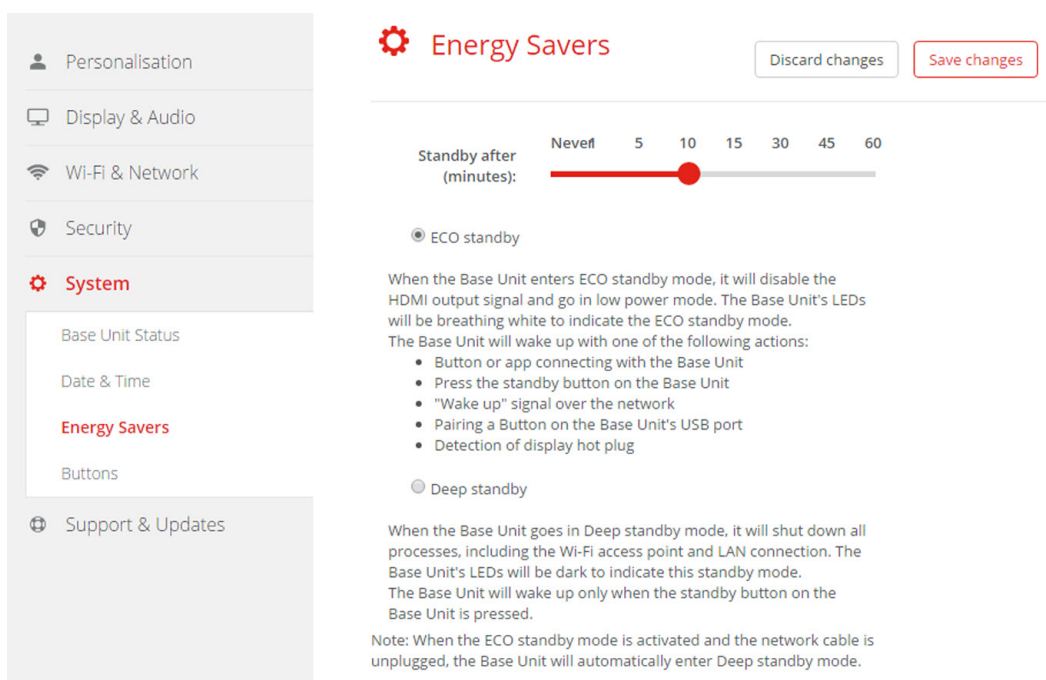 Personalisation
Display & Audio
Wi-Fi & Network
Security
System
Base Unit Status
Date & Time
Energy Savers
Buttons
Support & Updates
Energy Savers
Discard changes
Save changes
Standby after
(minutes):
Never 1 5 10 15 30 45 60
ECO standby
When the Base Unit enters ECO standby mode, it will disable the
HDMI output signal and go in low power mode. The Base Unit's LEDs
will be breathing white to indicate the ECO standby mode.
The Base Unit will wake up with one of the following actions:
• Button or app connecting with the Base Unit
• Press the standby button on the Base Unit
• "Wake up" signal over the network
• Pairing a Button on the Base Unit's USB port
• Detection of display hot plug
Deep standby
When the Base Unit goes in Deep standby mode, it will shut down all
processes, including the Wi-Fi access point and LAN connection. The
Base Unit's LEDs will be dark to indicate this standby mode.
The Base Unit will wake up only when the standby button on the
Base Unit is pressed.
Note: When the ECO standby mode is activated and the network cable is
unplugged, the Base Unit will automatically enter Deep standby mode.